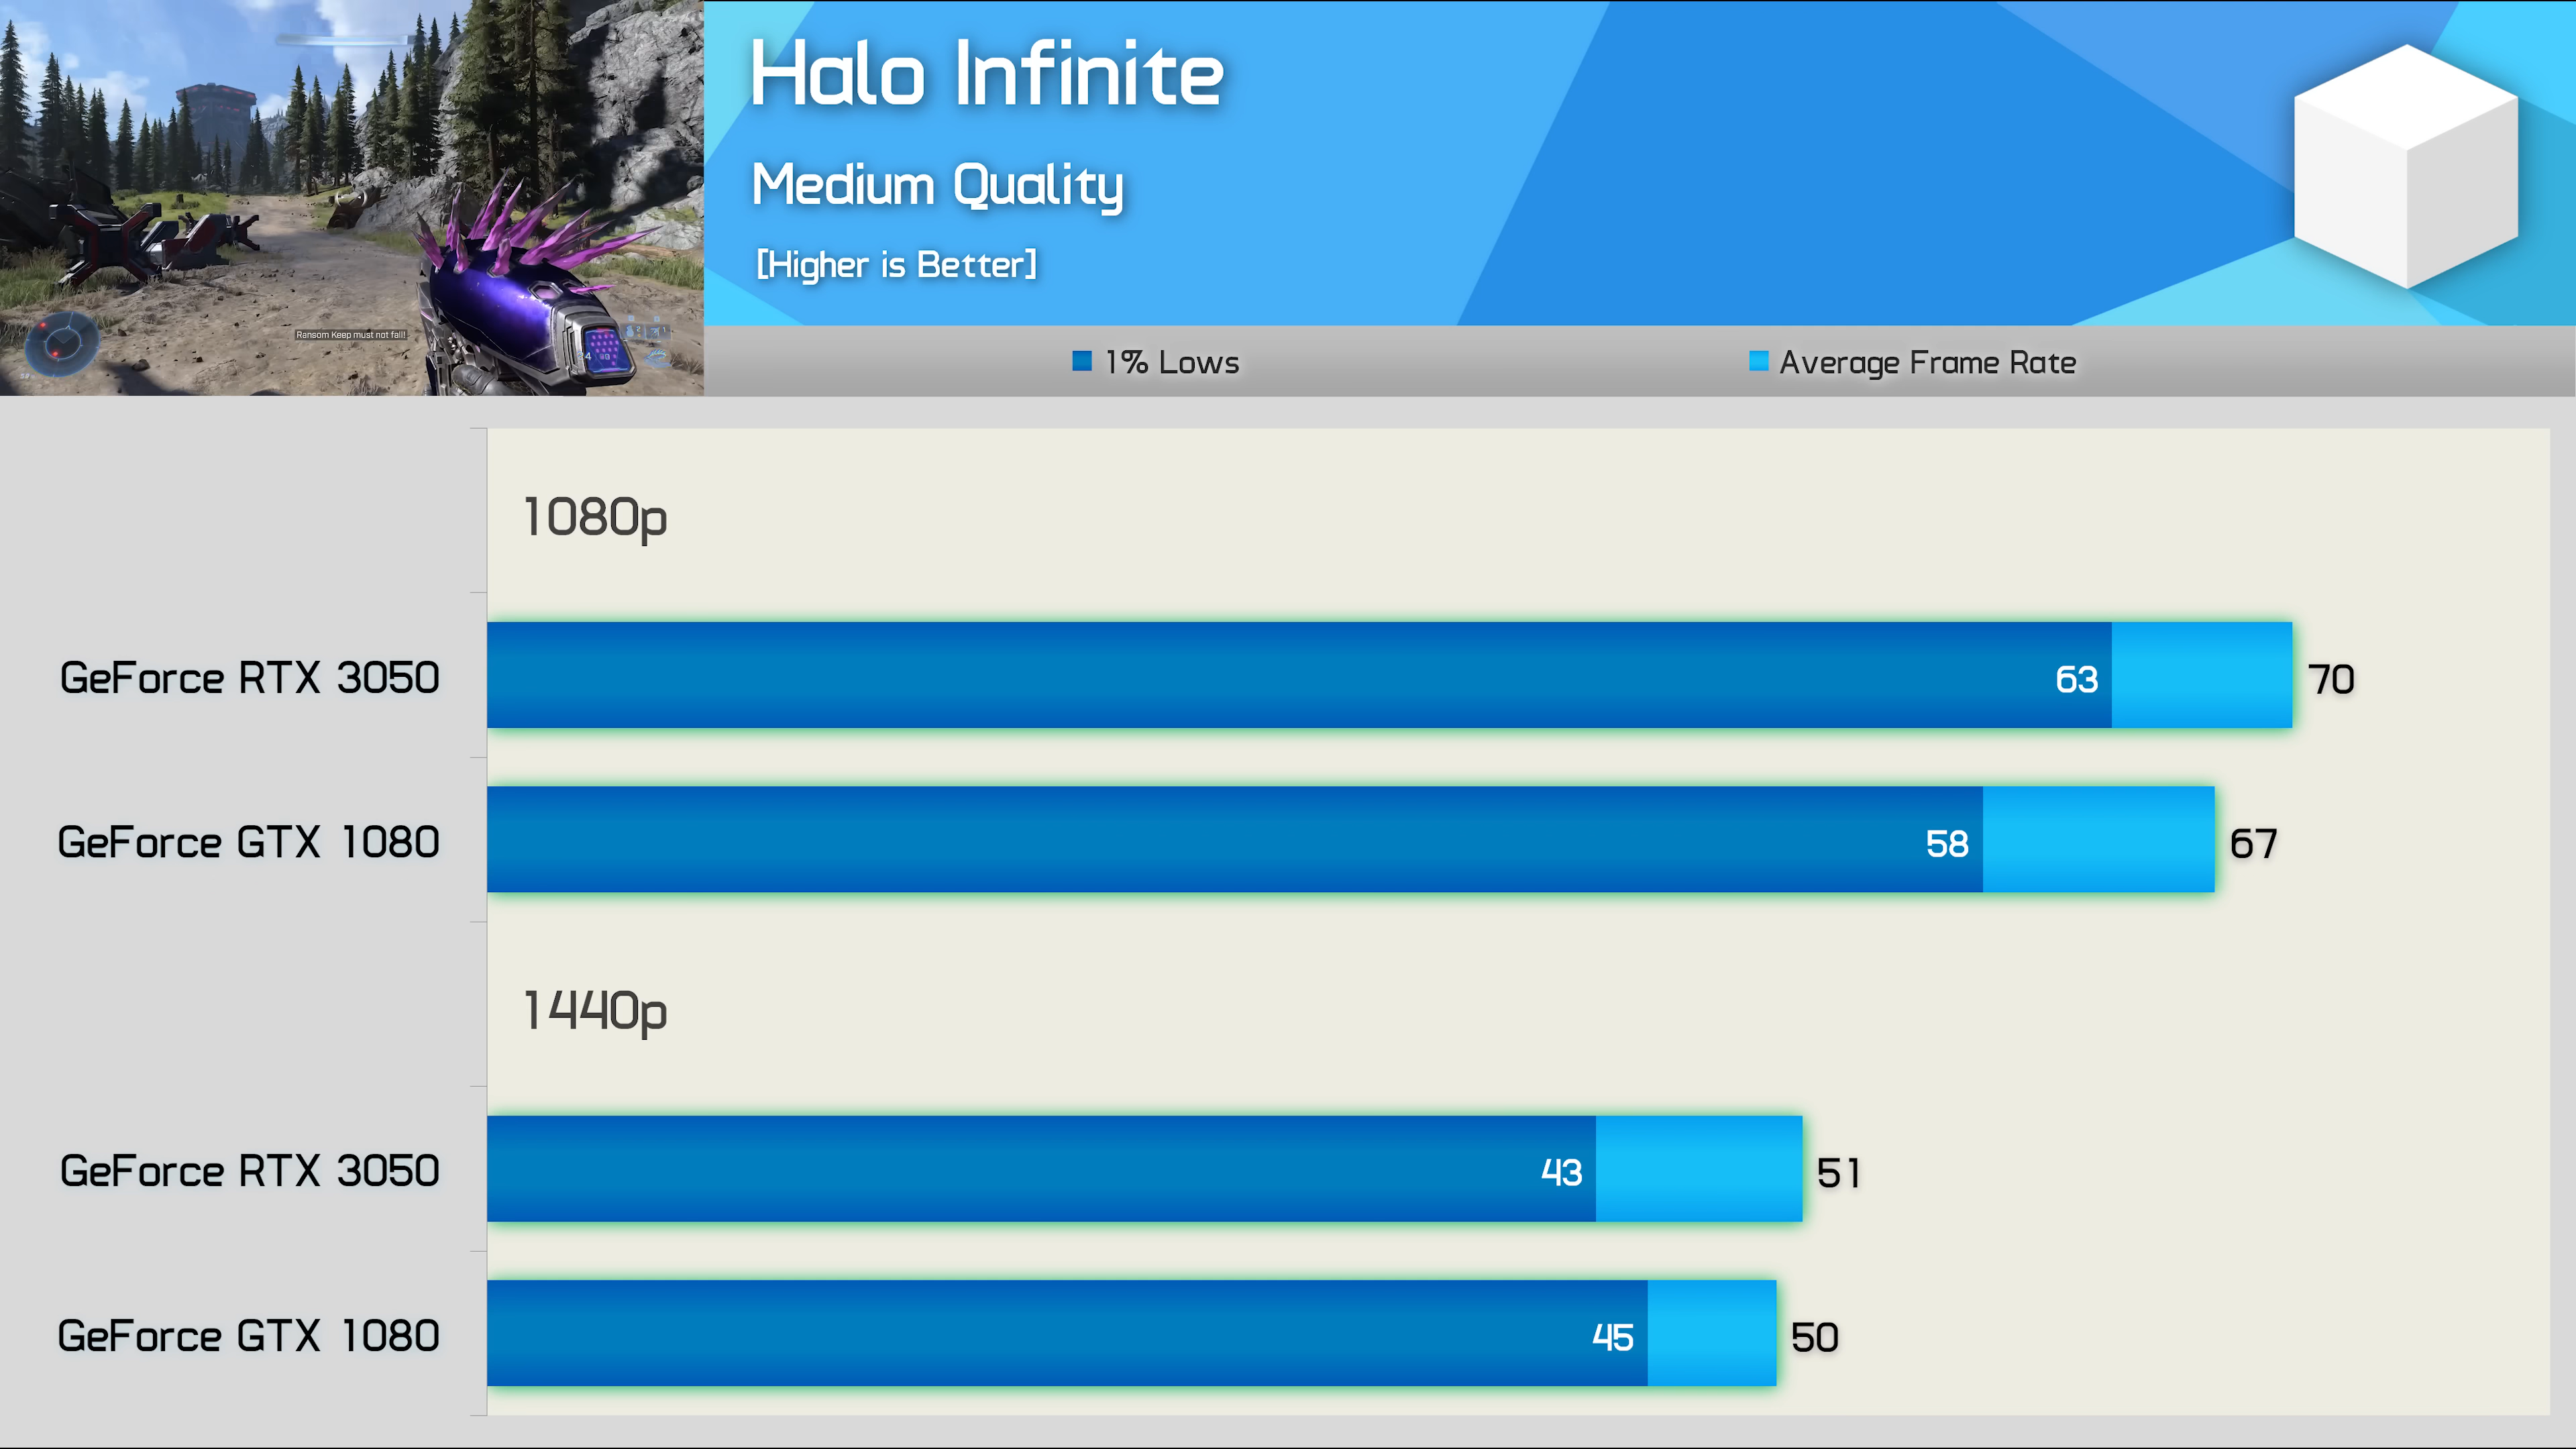 Halo Infinite
Medium Quality
[Higher is Better]
Ransom Keep must not fall!
1% Lows
Average Frame Rate
1080p
GeForce RTX 3050
63
70
GeForce GTX 1080
58
67
1440p
GeForce RTX 3050
43
51
GeForce GTX 1080
45
50